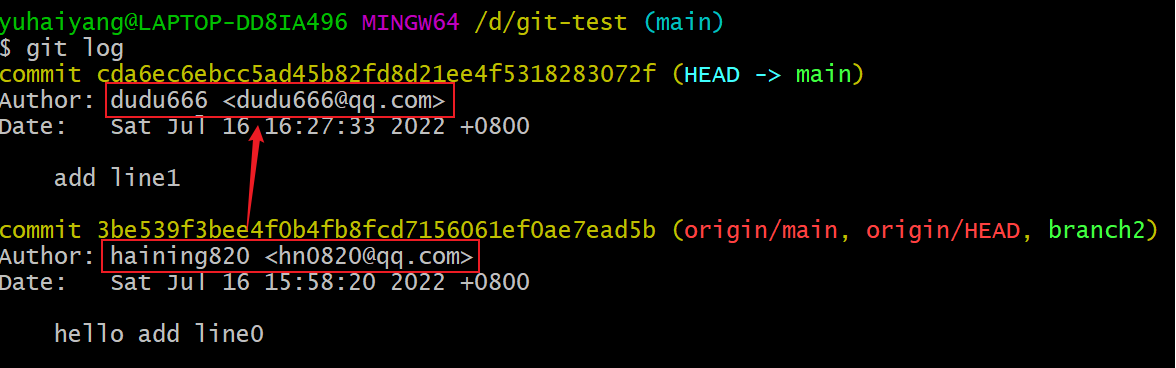 yuhaiyang@LAPTOP-DD8IA496 MINGW64 /d/git-test (main)
$ git log
commit cda6ec6ebcc5ad45b82fd8d21ee4f5318283072f (HEAD -> main)
Author: dudu666 <dudu666@qq.com>
Date:   Sat Jul 16 16:27:33 2022 +0800
    add line1
commit 3be539f3bee4f0b4fb8fcd7156061ef0ae7ead5b (origin/main, origin/HEAD, branch2)
Author: haining820 <hn0820@qq.com>
Date:   Sat Jul 16 15:58:20 2022 +0800
    hello add line0